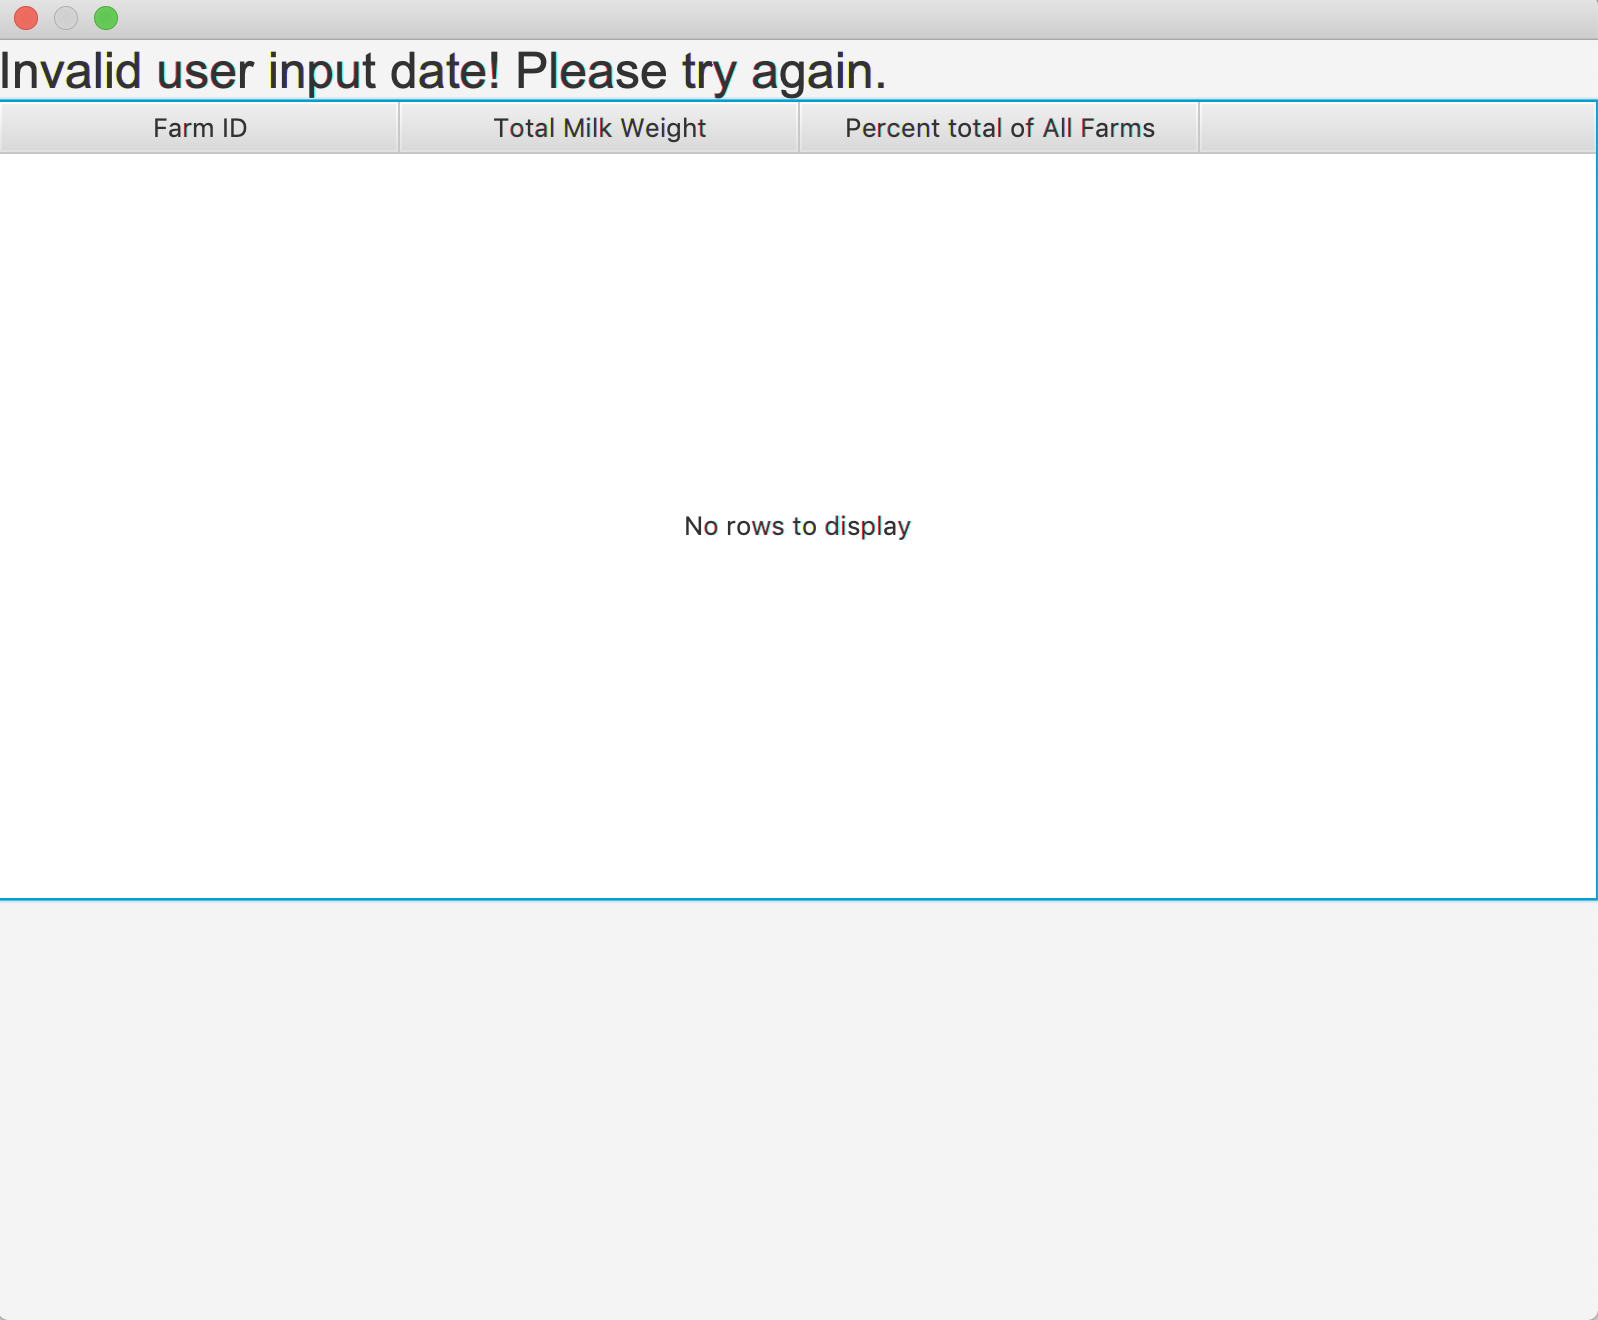 Invalid user input date! Please try again.
Farm ID Total Milk Weight Percent total of All Farms
No rows to display